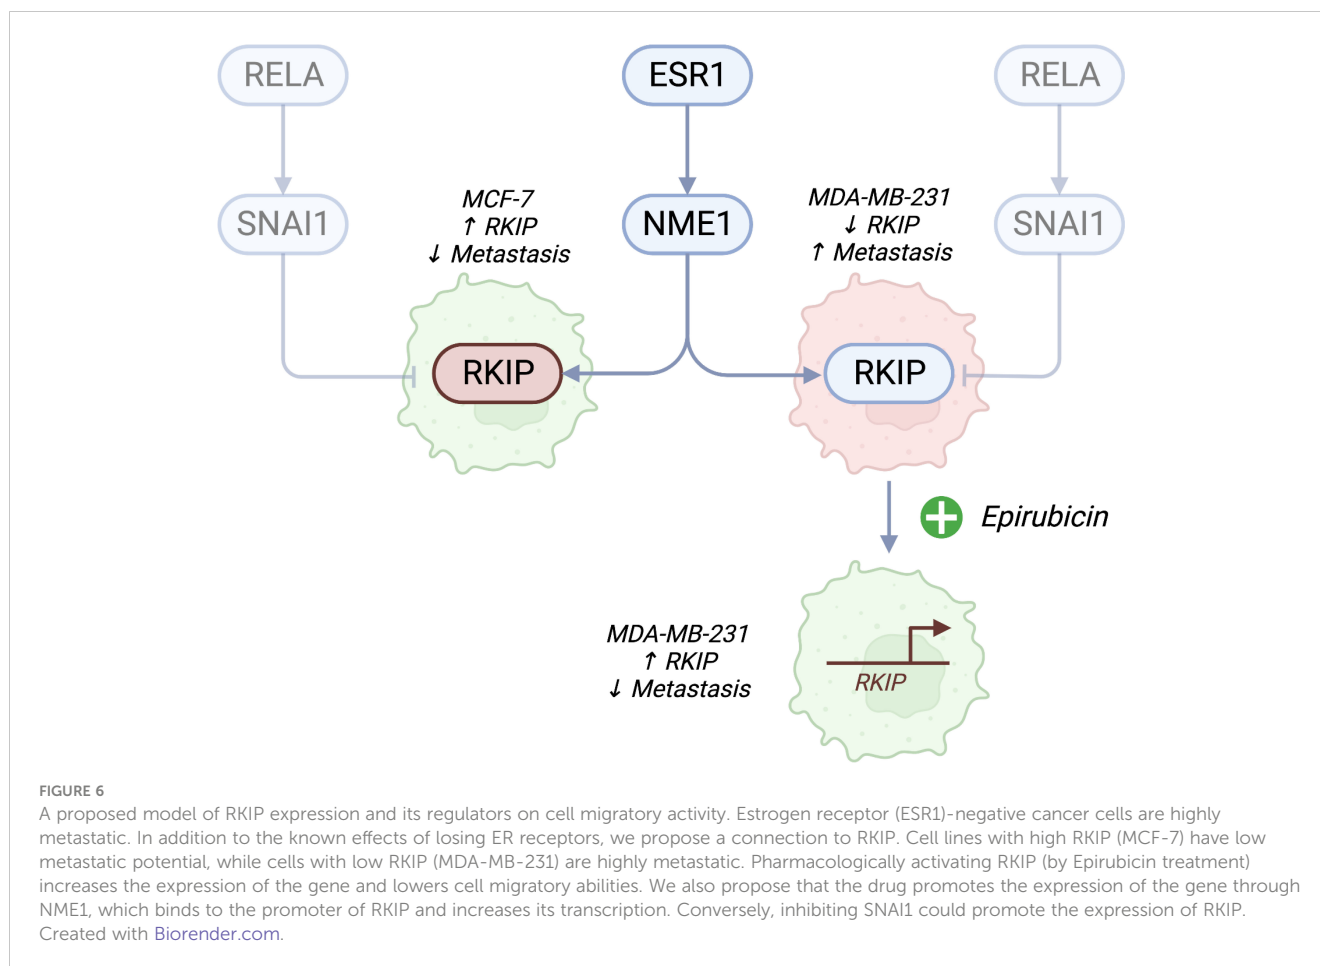 RELA
ESR1
RELA
SNAI1
MCF-7
↑ RKIP
↓ Metastasis
NME1
MDA-MB-231
↓ RKIP
↑ Metastasis
SNAI1
RKIP
RKIP
Epirubicin
MDA-MB-231
↑ RKIP
↓ Metastasis
RKIP
FIGURE 6
A proposed model of RKIP expression and its regulators on cell migratory activity. Estrogen receptor (ESR1)-negative cancer cells are highly
metastatic. In addition to the known effects of losing ER receptors, we propose a connection to RKIP. Cell lines with high RKIP (MCF-7) have low
metastatic potential, while cells with low RKIP (MDA-MB-231) are highly metastatic. Pharmacologically activating RKIP (by Epirubicin treatment)
increases the expression of the gene and lowers cell migratory abilities. We also propose that the drug promotes the expression of the gene through
NME1, which binds to the promoter of RKIP and increases its transcription. Conversely, inhibiting SNAI1 could promote the expression of RKIP.
Created with Biorender.com.